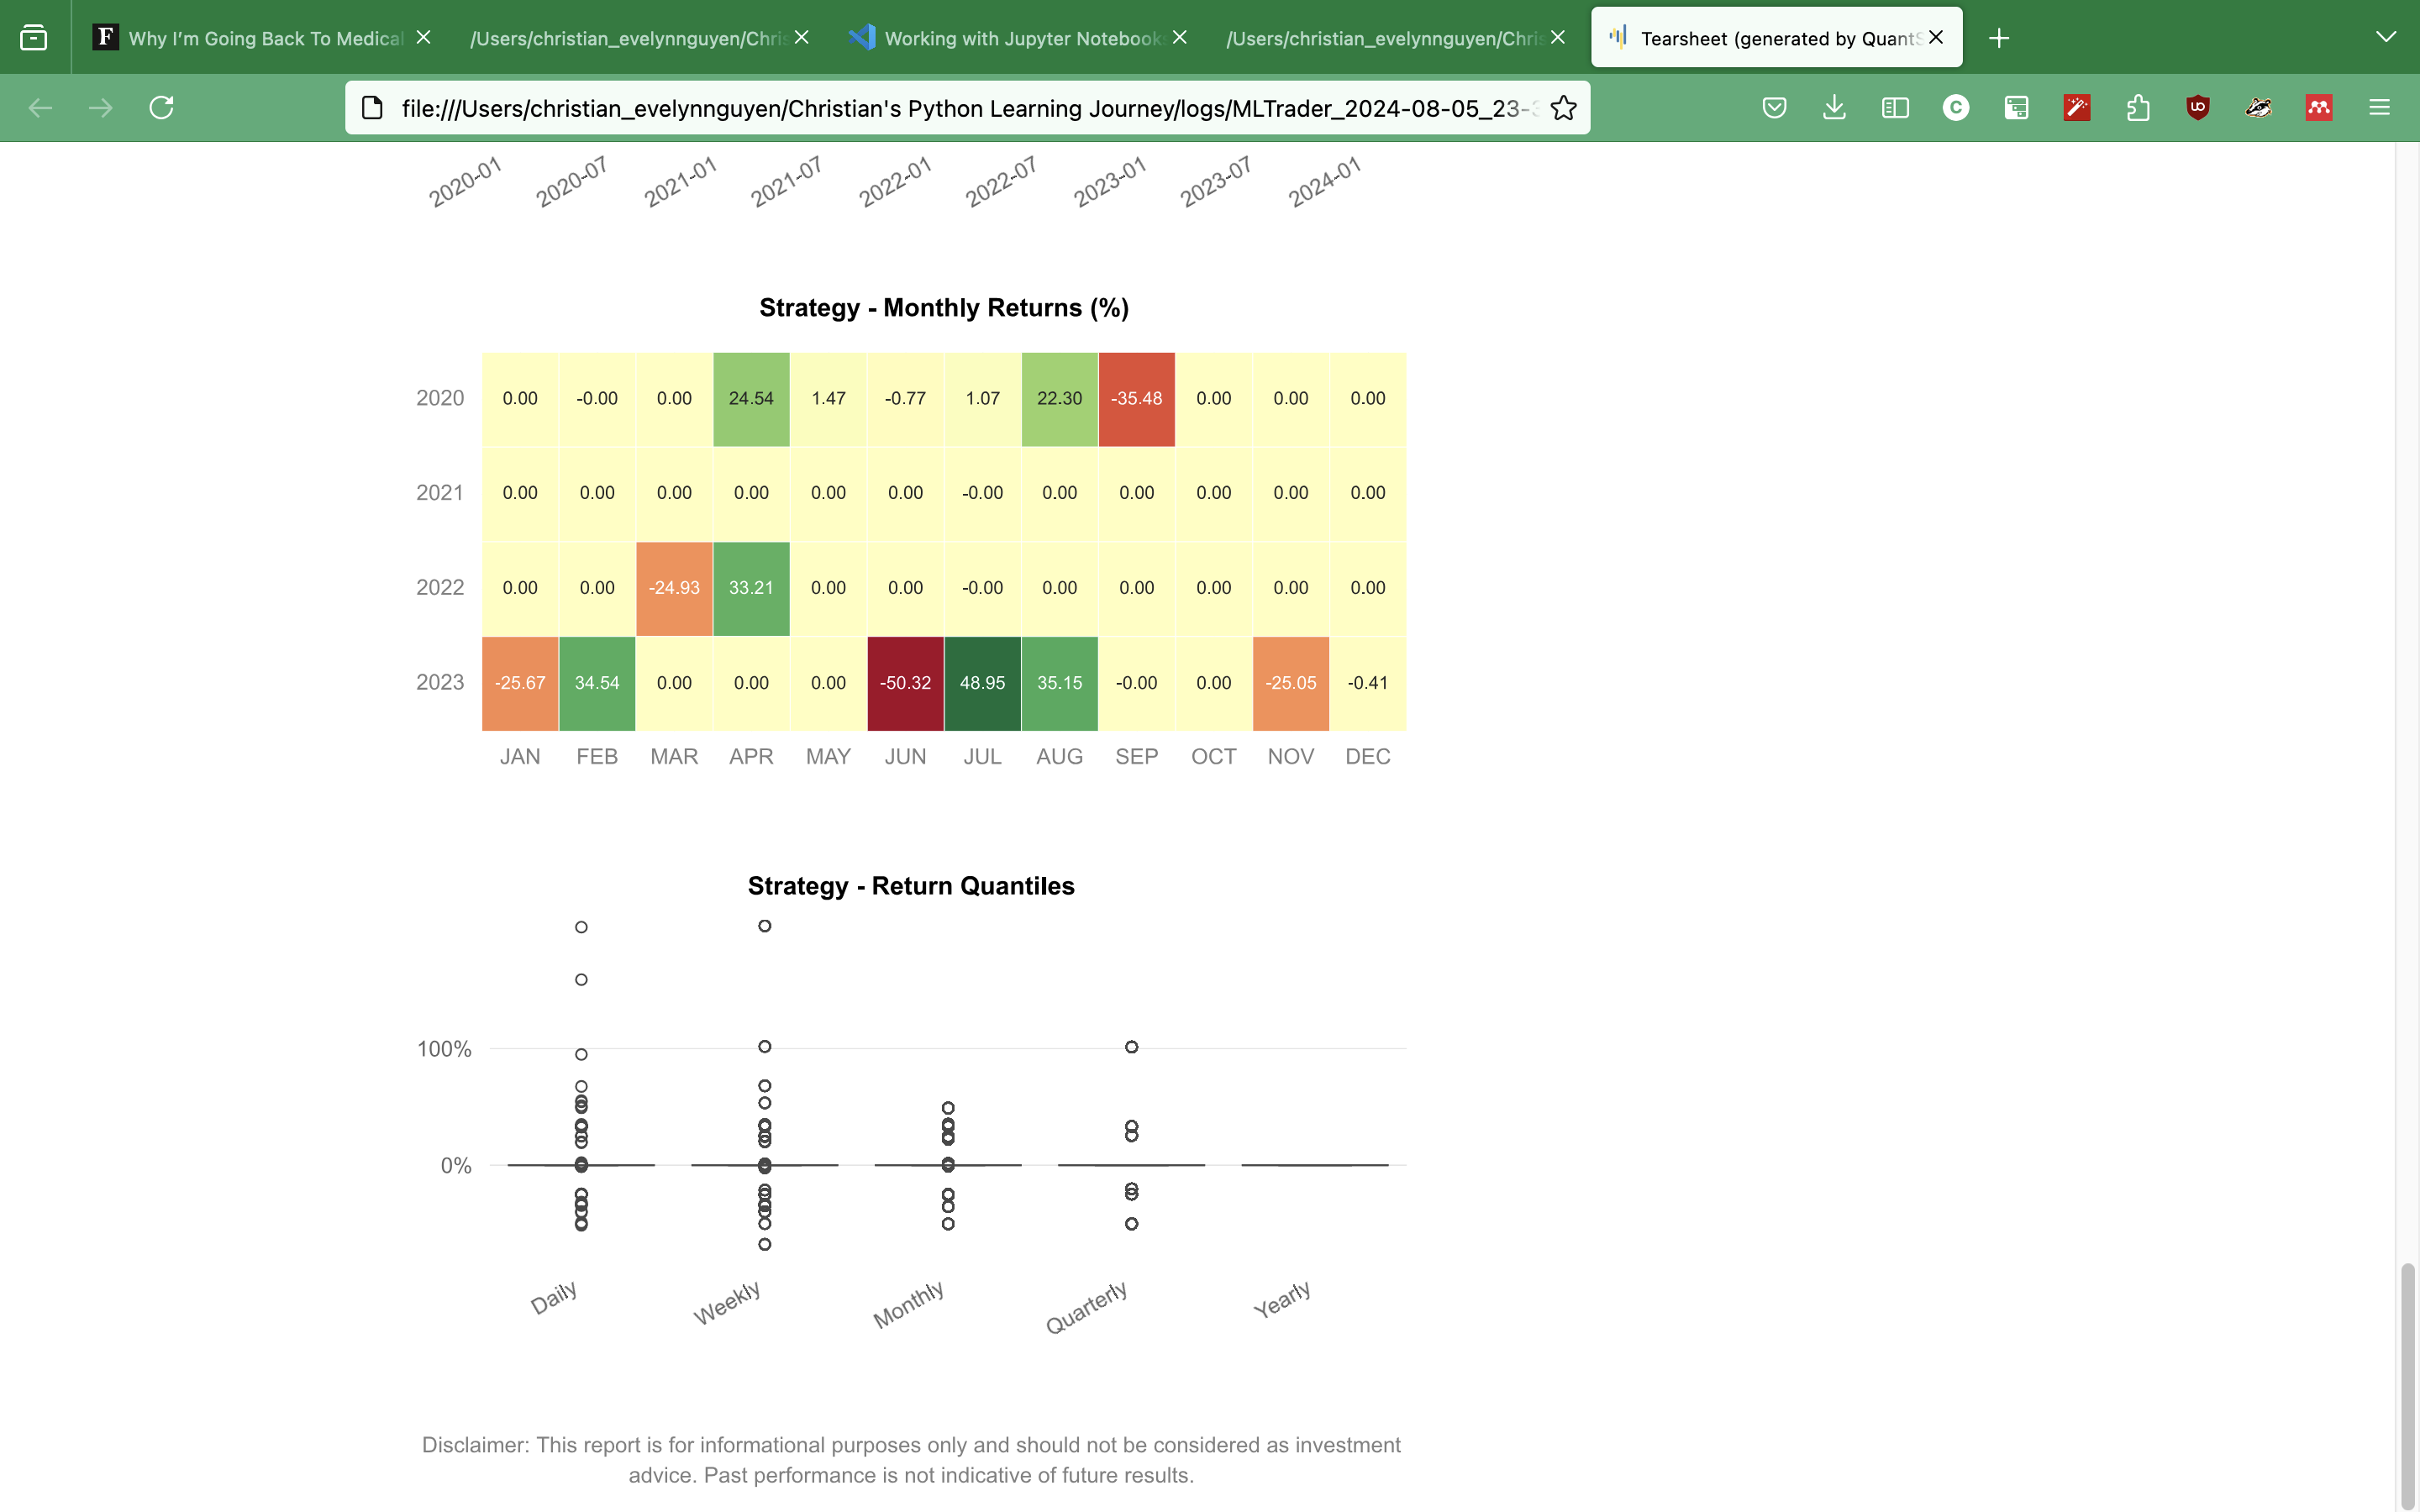 F Why I'm Going Back To Medical
/Users/christian_evelynnguyen/Chris
Working with Jupyter Notebooks
/Users/christian_evelynnguyen/Chris
Tearsheet (generated by QuantS
file:///Users/christian_evelynnguyen/Christian's Python Learning Journey/logs/MLTrader_2024-08-05_23-3
C
2020-01 2020-07 2021-01 2021-07 2022-01 2022-07 2023-01 2023-07 2024-01
Strategy - Monthly Returns (%)
2020 0.00 -0.00 0.00 24.54 1.47 -0.77 1.07 22.30 -35.48 0.00 0.00 0.00
2021 0.00 0.00 0.00 0.00 0.00 0.00 -0.00 0.00 0.00 0.00 0.00 0.00
2022 0.00 0.00 -24.93 33.21 0.00 0.00 -0.00 0.00 0.00 0.00 0.00 0.00
2023 -25.67 34.54 0.00 0.00 0.00 -50.32 48.95 35.15 -0.00 0.00 -25.05 -0.41
JAN FEB MAR APR MAY JUN JUL AUG SEP OCT NOV DEC
Strategy - Return Quantiles
100%
0%
Daily Weekly Monthly Quarterly Yearly
Disclaimer: This report is for informational purposes only and should not be considered as investment
advice. Past performance is not indicative of future results.